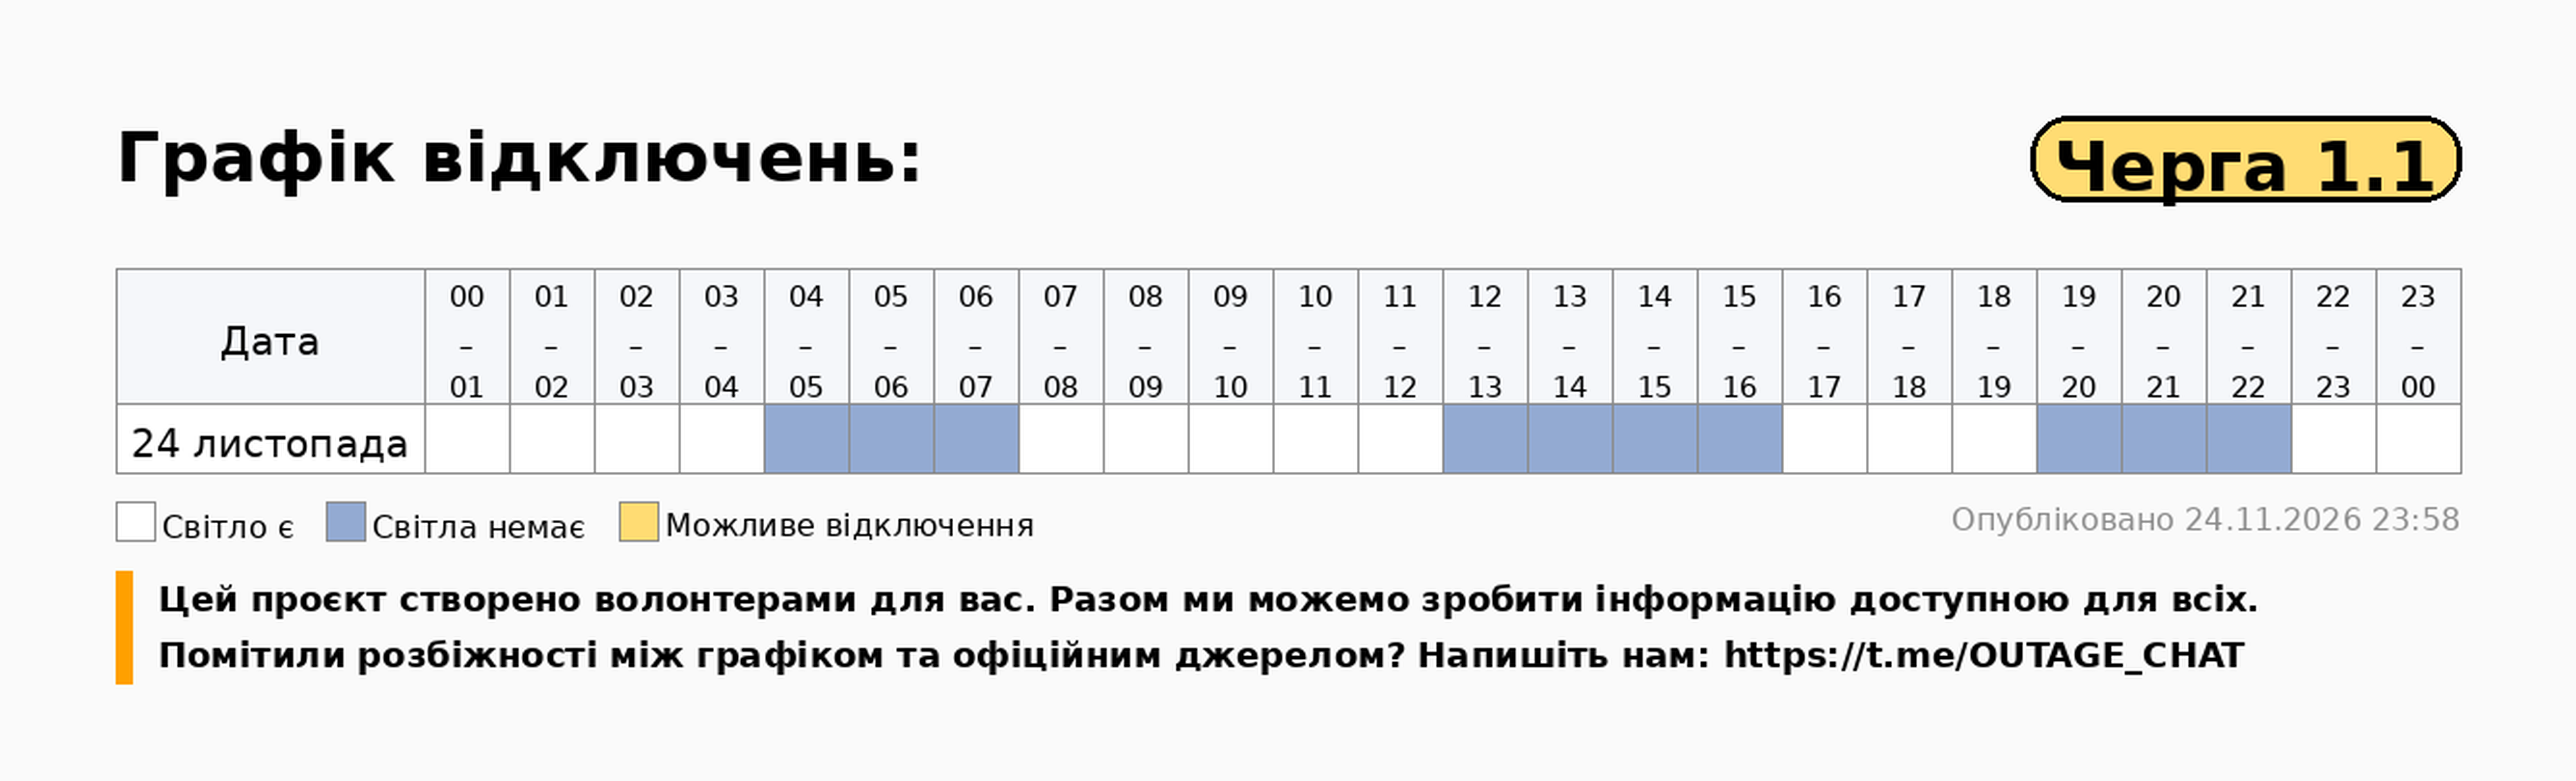 Графік відключень:
Черга 1.1
Дата 00 – 01 01 – 02 02 – 03 03 – 04 04 – 05 05 – 06 06 – 07 07 – 08 08 – 09 09 – 10 10 – 11 11 – 12 12 – 13 13 – 14 14 – 15 15 – 16 16 – 17 17 – 18 18 – 19 19 – 20 20 – 21 21 – 22 22 – 23 23 – 00
24 листопада
Світло є Світла немає Можливе відключення
Опубліковано 24.11.2026 23:58
Цей проєкт створено волонтерами для вас. Разом ми можемо зробити інформацію доступною для всіх.
Помітили розбіжності між графіком та офіційним джерелом? Напишіть нам: https://t.me/OUTAGE_CHAT